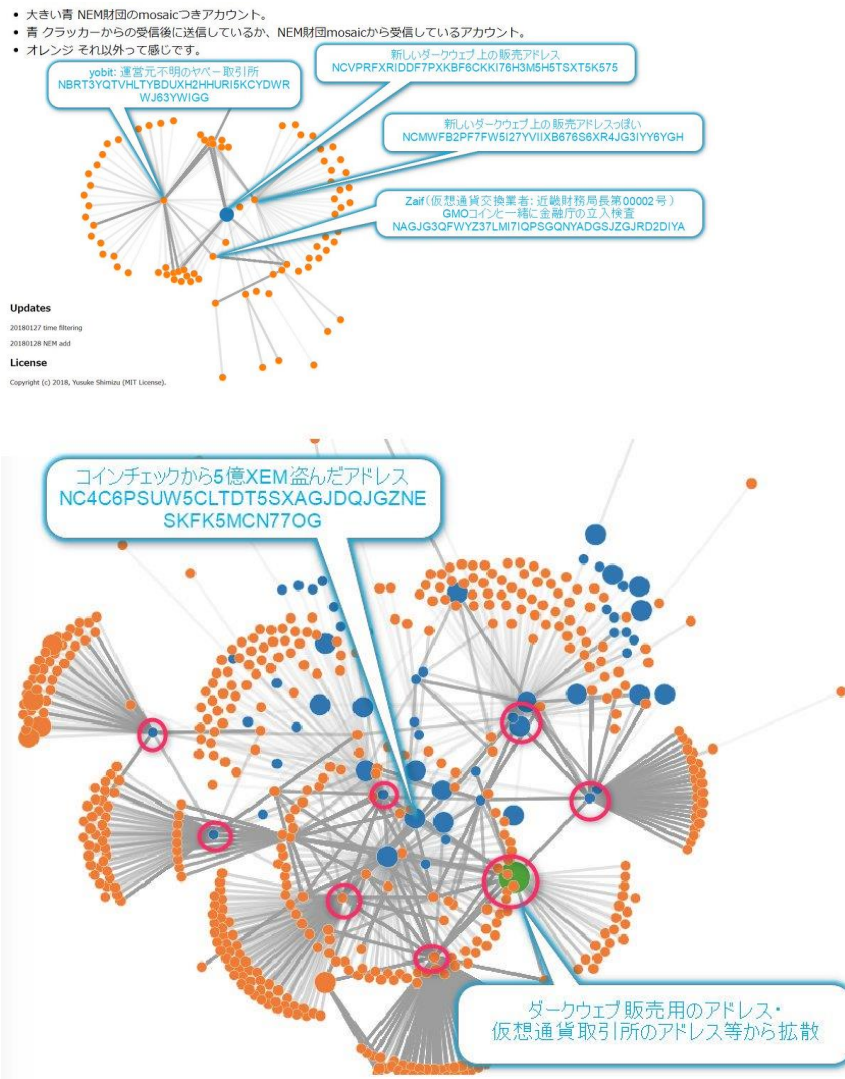 大きい青 NEM財団のmosaicつきアカウント。
青 クラッカーからの受信後に送信しているか、NEM財団mosaicから受信しているアカウント。
オレンジ それ以外って感じです。
yobit: 運営元不明のヤベー取引所
NBRT3YQTVHLTYBDUXH2HHURI5KCYDWR
WJ63YWIGG
新しいダークウェブ上の販売アドレス
NCVPRFXRIDDF7PXKBF6CKKI76H3M5H5TSXT5K575
新しいダークウェブ上の販売アドレスっぽい
NCMWFB2PF7FW5I27YVIIXB676S6XR4JG3IYY6YGH
Zaif（仮想通貨交換業者：近畿財務局長第00002号）
GMOコインと一緒に金融庁の立入検査
NAGJG3QFWYZ37LMI7IQPSGQNYADGSJZGJRD2DIYA
Updates
20180127 time filtering
20180128 NEM add
License
Copyright (c) 2018, Yusuke Shimizu (MIT License).
コインチェックから5億XEM盗んだアドレス
NC4C6PSUW5CLTDT5SXAGJDQJGZNE
SKFK5MCN77OG
ダークウェブ販売用のアドレス・
仮想通貨取引所のアドレス等から拡散